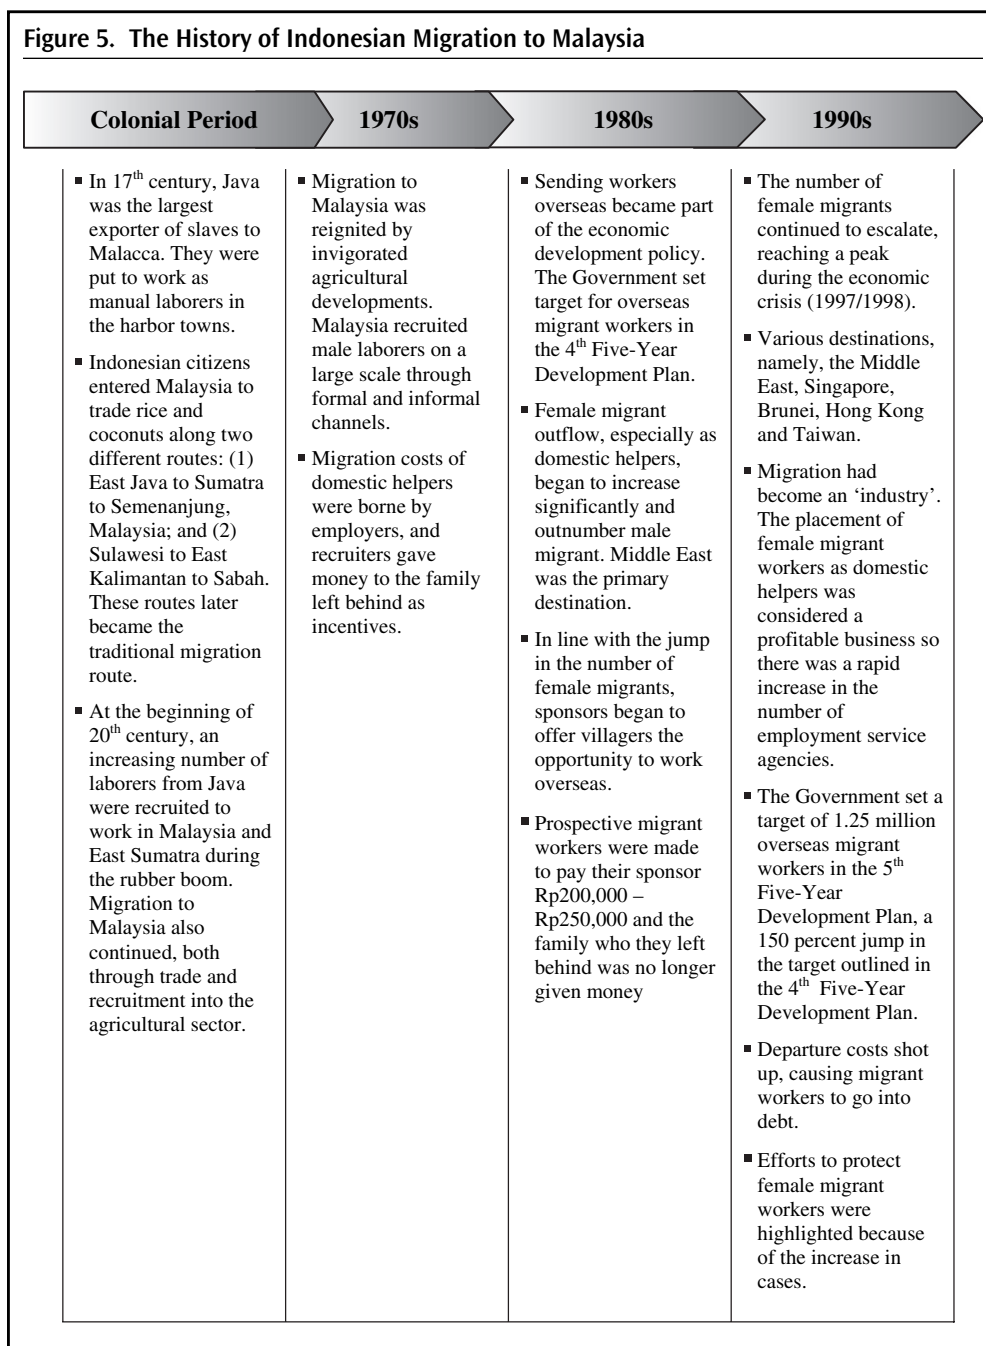 Figure 5. The History of Indonesian Migration to Malaysia
Colonial Period
1970s
1980s
1990s
▪ In 17th century, Java
was the largest
exporter of slaves to
Malacca. They were
put to work as
manual laborers in
the harbor towns.
▪ Indonesian citizens
entered Malaysia to
trade rice and
coconuts along two
different routes: (1)
East Java to Sumatra
to Semenanjung,
Malaysia; and (2)
Sulawesi to East
Kalimantan to Sabah.
These routes later
became the
traditional migration
route.
▪ At the beginning of
20th century, an
increasing number of
laborers from Java
were recruited to
work in Malaysia and
East Sumatra during
the rubber boom.
Migration to
Malaysia also
continued, both
through trade and
recruitment into the
agricultural sector.
▪ Migration to
Malaysia was
reignited by
invigorated
agricultural
developments.
Malaysia recruited
male laborers on a
large scale through
formal and informal
channels.
▪ Migration costs of
domestic helpers
were borne by
employers, and
recruiters gave
money to the family
left behind as
incentives.
▪ Sending workers
overseas became part
of the economic
development policy.
The Government set
target for overseas
migrant workers in
the 4th Five-Year
Development Plan.
▪ Female migrant
outflow, especially as
domestic helpers,
began to increase
significantly and
outnumber male
migrant. Middle East
was the primary
destination.
▪ In line with the jump
in the number of
female migrants,
sponsors began to
offer villagers the
opportunity to work
overseas.
▪ Prospective migrant
workers were made
to pay their sponsor
Rp200,000 –
Rp250,000 and the
family who they left
behind was no longer
given money
▪ The number of
female migrants
continued to escalate,
reaching a peak
during the economic
crisis (1997/1998).
▪ Various destinations,
namely, the Middle
East, Singapore,
Brunei, Hong Kong
and Taiwan.
▪ Migration had
become an ‘industry’.
The placement of
female migrant
workers as domestic
helpers was
considered a
profitable business so
there was a rapid
increase in the
number of
employment service
agencies.
▪ The Government set a
target of 1.25 million
overseas migrant
workers in the 5th
Five-Year
Development Plan, a
150 percent jump in
the target outlined in
the 4th Five-Year
Development Plan.
▪ Departure costs shot
up, causing migrant
workers to go into
debt.
▪ Efforts to protect
female migrant
workers were
highlighted because
of the increase in
cases.